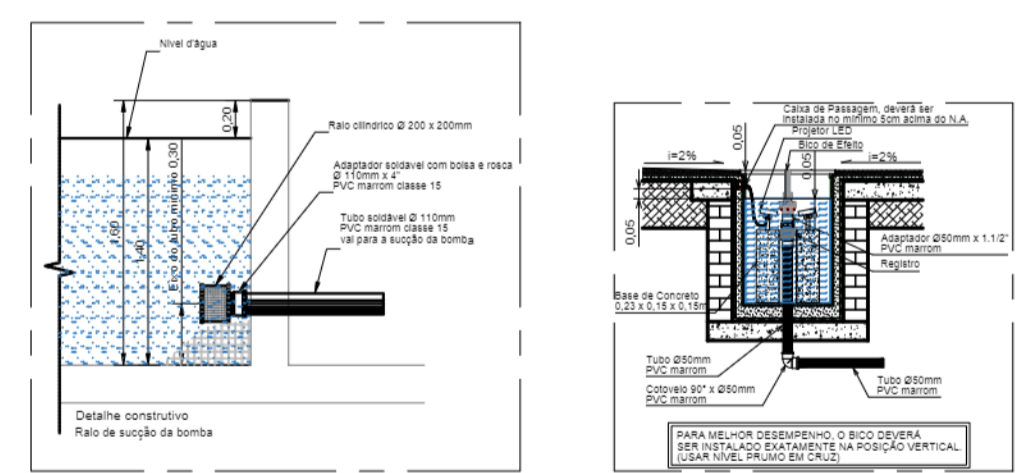 Nível d'água
0,20
Ralo cilíndrico Ø 200 x 200mm
Adaptador soldavel com bolsa e rosca
Ø 110mm x 4"
PVC marrom classe 15
Tubo soldável Ø 110mm
PVC marrom classe 15
vai para a sucção da bomba
1,60
1,40
Eixo do tubo mínimo 0,30
Detalhe construtivo
Ralo de sucção da bomba
Caixa de Passagem, deverá ser
instalada no mínimo 5cm acima do N.A.
Projetor LED
Bico de Efeito
0,05
0,05
i=2%
i=2%
0,05
Adaptador Ø50mm x 1.1/2"
PVC marrom
Registro
Base de Concreto
0,23 x 0,15 x 0,15m
Tubo Ø50mm
PVC marrom
Cotovelo 90° x Ø50mm
PVC marrom
Tubo Ø50mm
PVC marrom
PARA MELHOR DESEMPENHO, O BICO DEVERÁ
SER INSTALADO EXATAMENTE NA POSIÇÃO VERTICAL.
(USAR NÍVEL PRUMO EM CRUZ)